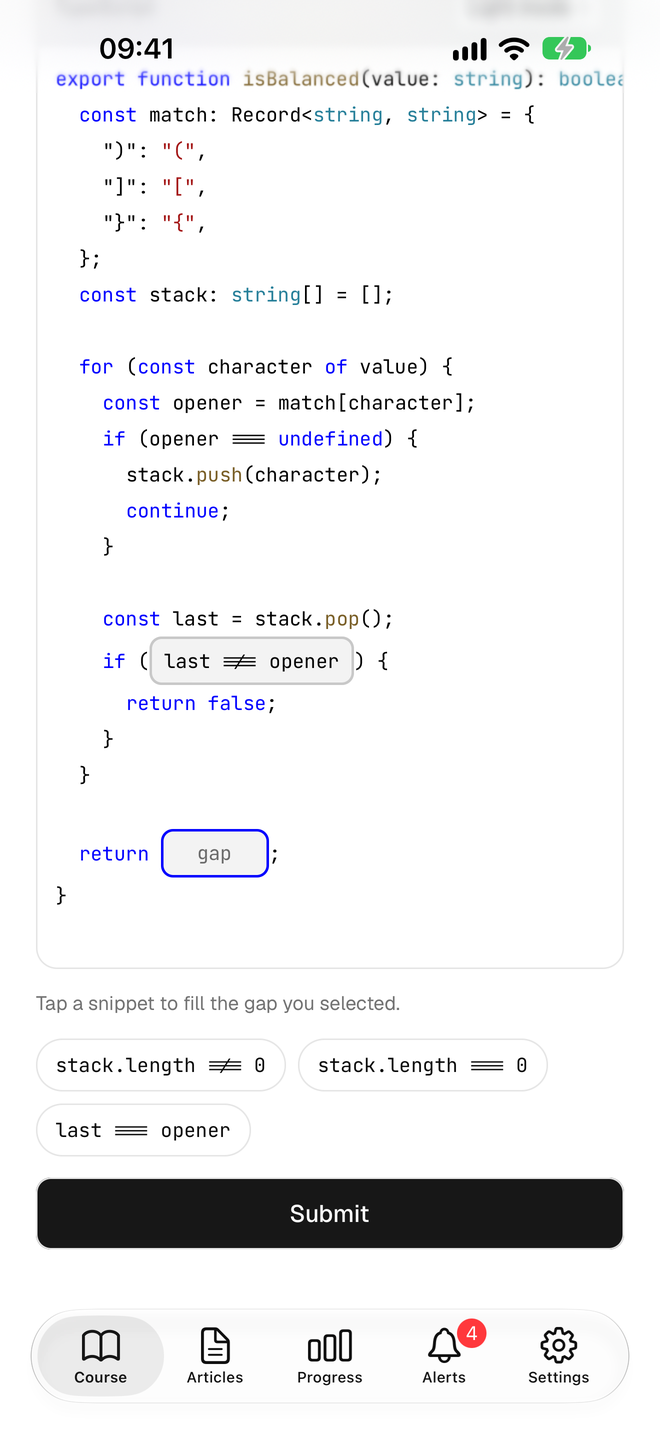 09:41
export function isBalanced(value: string): boolea
const match: Record<string, string> = {
")": "(",
"]": "[",
"}": "{",
};
const stack: string[] = [];
for (const character of value) {
const opener = match[character];
if (opener === undefined) {
stack.push(character);
continue;
}
const last = stack.pop();
if (last !== opener) {
return false;
}
}
return gap;
}
Tap a snippet to fill the gap you selected.
stack.length !== 0 stack.length === 0
last === opener
Submit
4
Course Articles Progress Alerts Settings